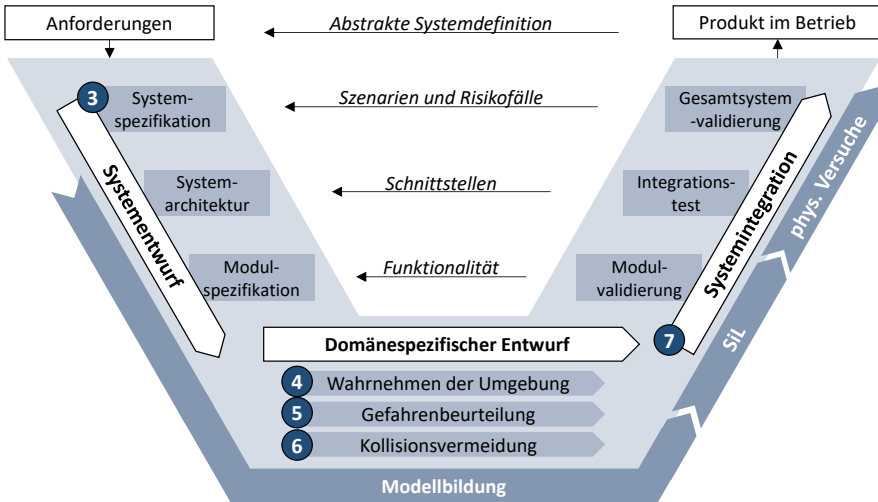 Anforderungen
Abstrakte Systemdefinition
Produkt im Betrieb
3
System-
spezifikation
Szenarien und Risikofälle
Gesamtsystem
-validierung
System-
architektur
Schnittstellen
Integrations-
test
Modul-
spezifikation
Funktionalität
Modul-
validierung
Systementwurf
Systemintegration
phys. Versuche
SiL
7
Domänespezifischer Entwurf
4
Wahrnehmen der Umgebung
5
Gefahrenbeurteilung
6
Kollisionsvermeidung
Modellbildung